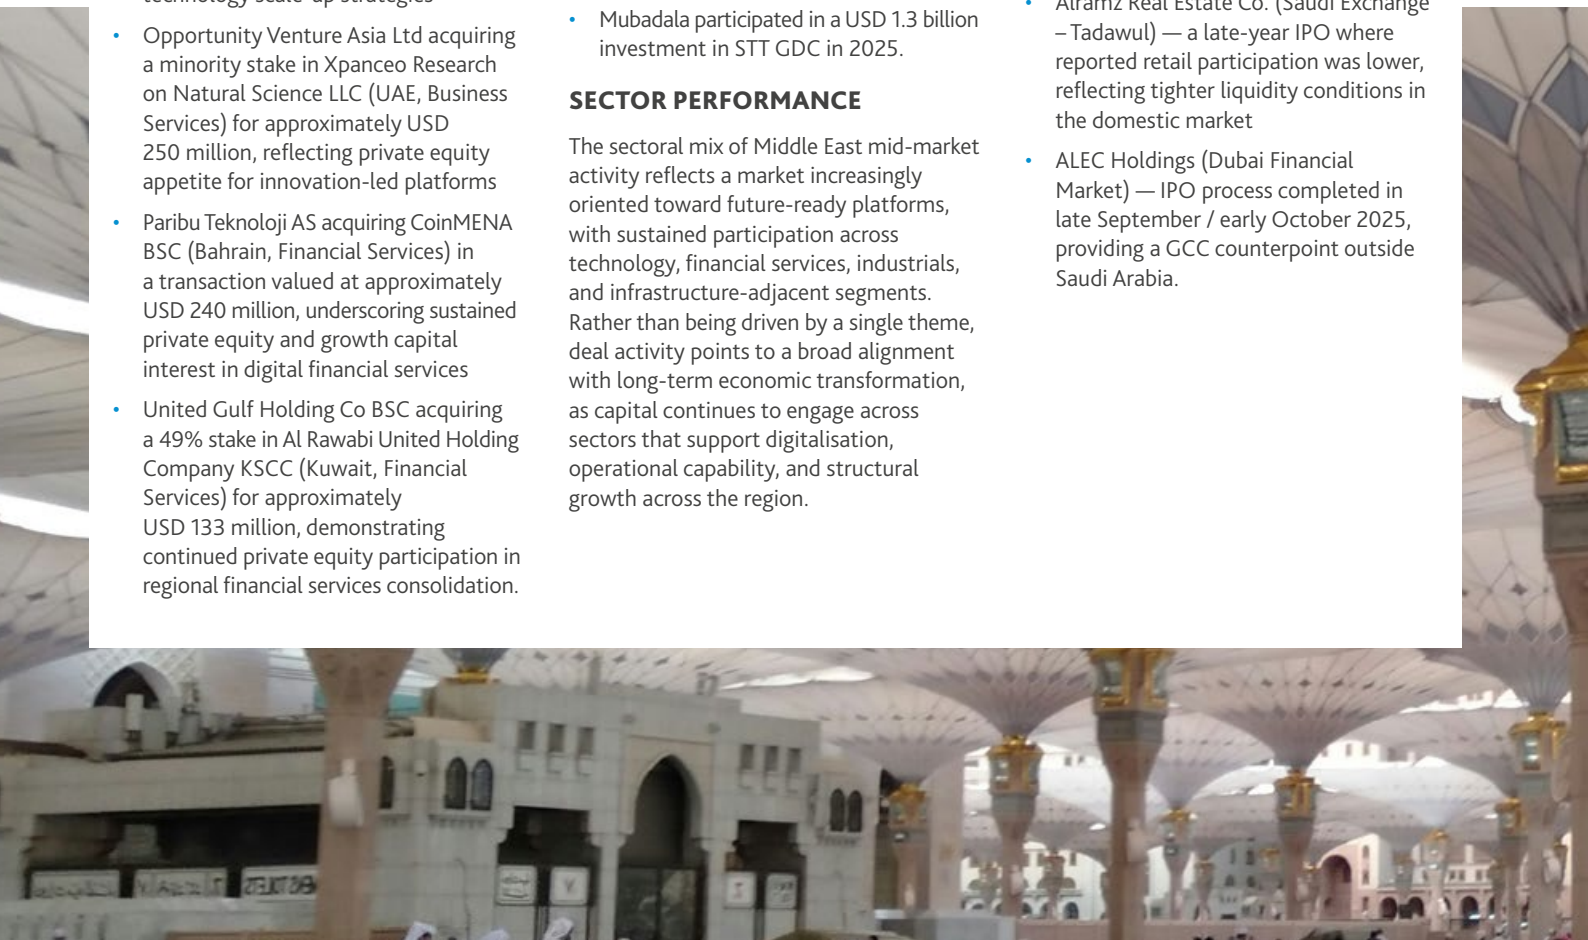 technology scale-up strategies
• Opportunity Venture Asia Ltd acquiring
a minority stake in Xpanceo Research
on Natural Science LLC (UAE, Business
Services) for approximately USD
250 million, reflecting private equity
appetite for innovation-led platforms
• Paribu Teknoloji AS acquiring CoinMENA
BSC (Bahrain, Financial Services) in
a transaction valued at approximately
USD 240 million, underscoring sustained
private equity and growth capital
interest in digital financial services
• United Gulf Holding Co BSC acquiring
a 49% stake in Al Rawabi United Holding
Company KSCC (Kuwait, Financial
Services) for approximately
USD 133 million, demonstrating
continued private equity participation in
regional financial services consolidation.
• Mubadala participated in a USD 1.3 billion
investment in STT GDC in 2025.
SECTOR PERFORMANCE
The sectoral mix of Middle East mid-market
activity reflects a market increasingly
oriented toward future-ready platforms,
with sustained participation across
technology, financial services, industrials,
and infrastructure-adjacent segments.
Rather than being driven by a single theme,
deal activity points to a broad alignment
with long-term economic transformation,
as capital continues to engage across
sectors that support digitalisation,
operational capability, and structural
growth across the region.
• Alramz Real Estate Co. (Saudi Exchange
– Tadawul) — a late-year IPO where
reported retail participation was lower,
reflecting tighter liquidity conditions in
the domestic market
• ALEC Holdings (Dubai Financial
Market) — IPO process completed in
late September / early October 2025,
providing a GCC counterpoint outside
Saudi Arabia.